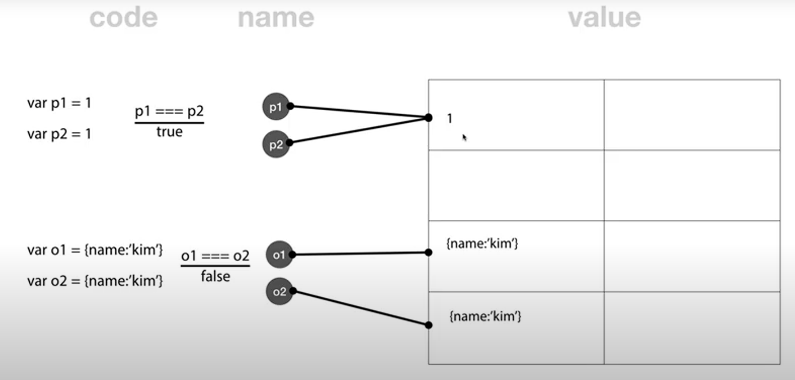 code name value
var p1 = 1
p1 === p2
var p2 = 1
true
p1
p2
1
var o1 = {name:'kim'}
o1 === o2
var o2 = {name:'kim'}
false
o1
o2
{name:'kim'}
{name:'kim'}